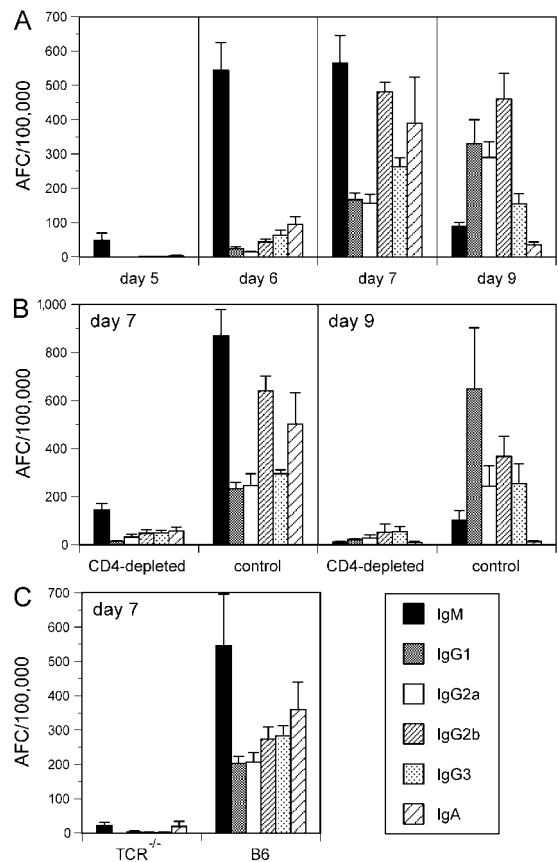 A
AFC/100,000
700
600
500
400
300
200
100
0
day 5 day 6 day 7 day 9
B
day 7 day 9
AFC/100,000
1,000
800
600
400
200
0
CD4-depleted control CD4-depleted control
C
day 7
AFC/100,000
700
600
500
400
300
200
100
0
TCR-/- B6
IgM
IgG1
IgG2a
IgG2b
IgG3
IgA